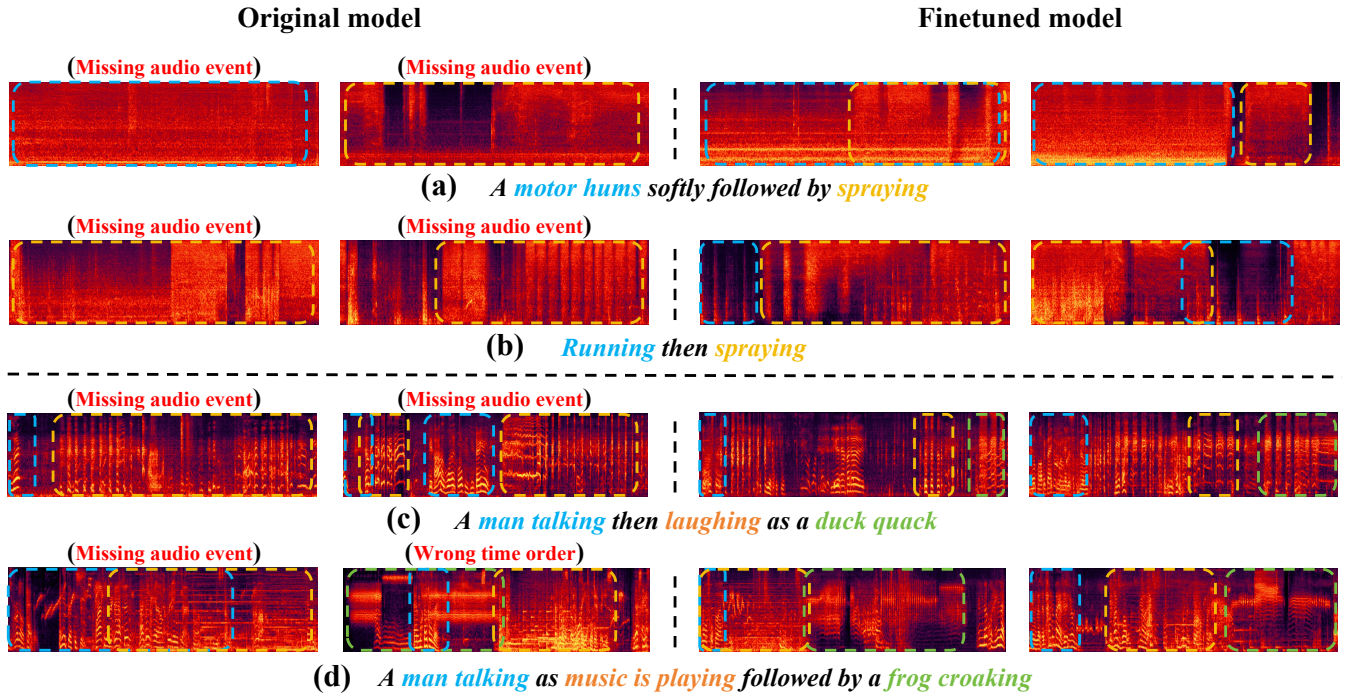 Original model Finetuned model
(Missing audio event) (Missing audio event)
(a) A motor hums softly followed by spraying
(Missing audio event) (Missing audio event)
(b) Running then spraying
(Missing audio event) (Missing audio event)
(c) A man talking then laughing as a duck quack
(Missing audio event) (Wrong time order)
(d) A man talking as music is playing followed by a frog croaking